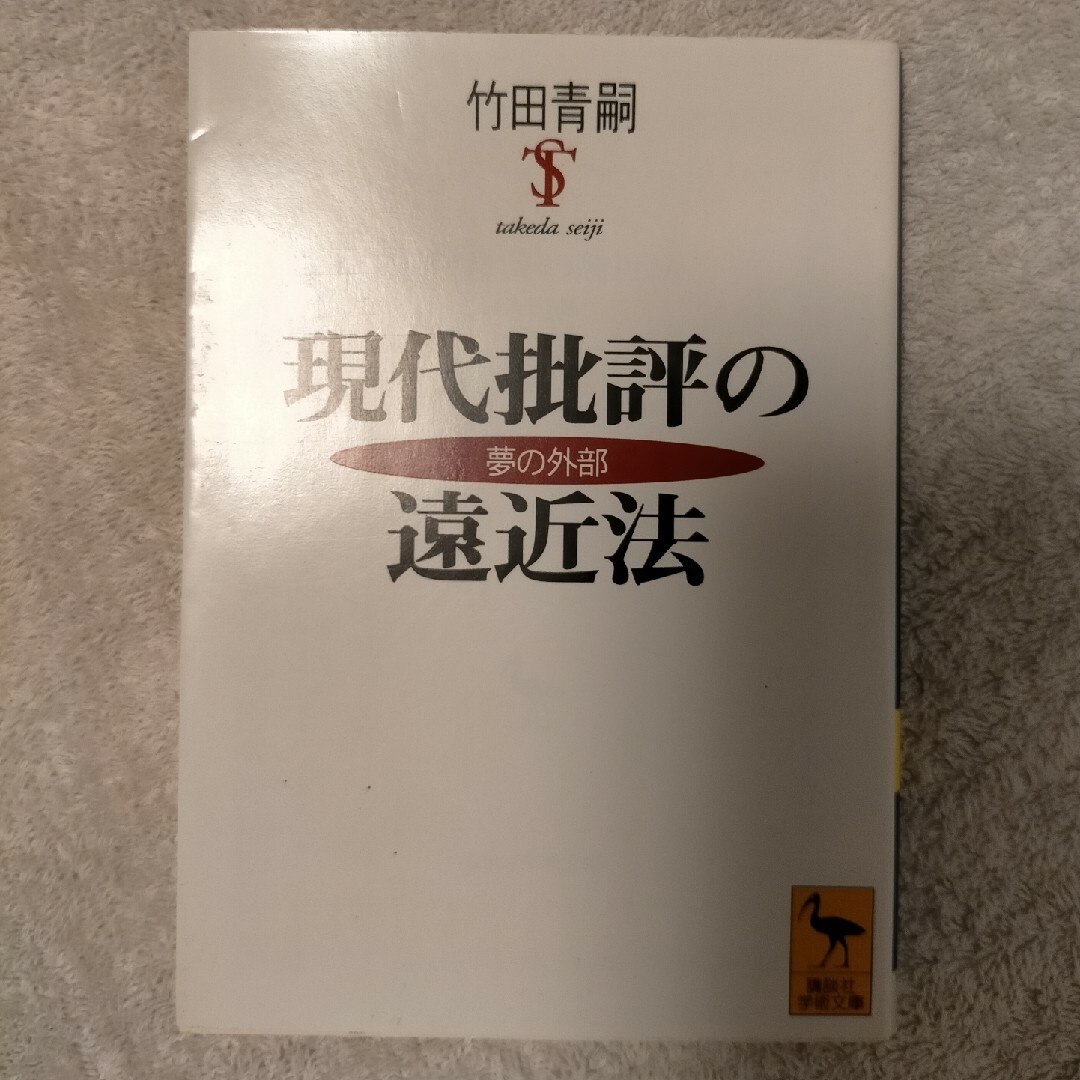 竹田青嗣
TS
takeda seiji
現代批評の
夢の外部
遠近法
講談社
学術文庫